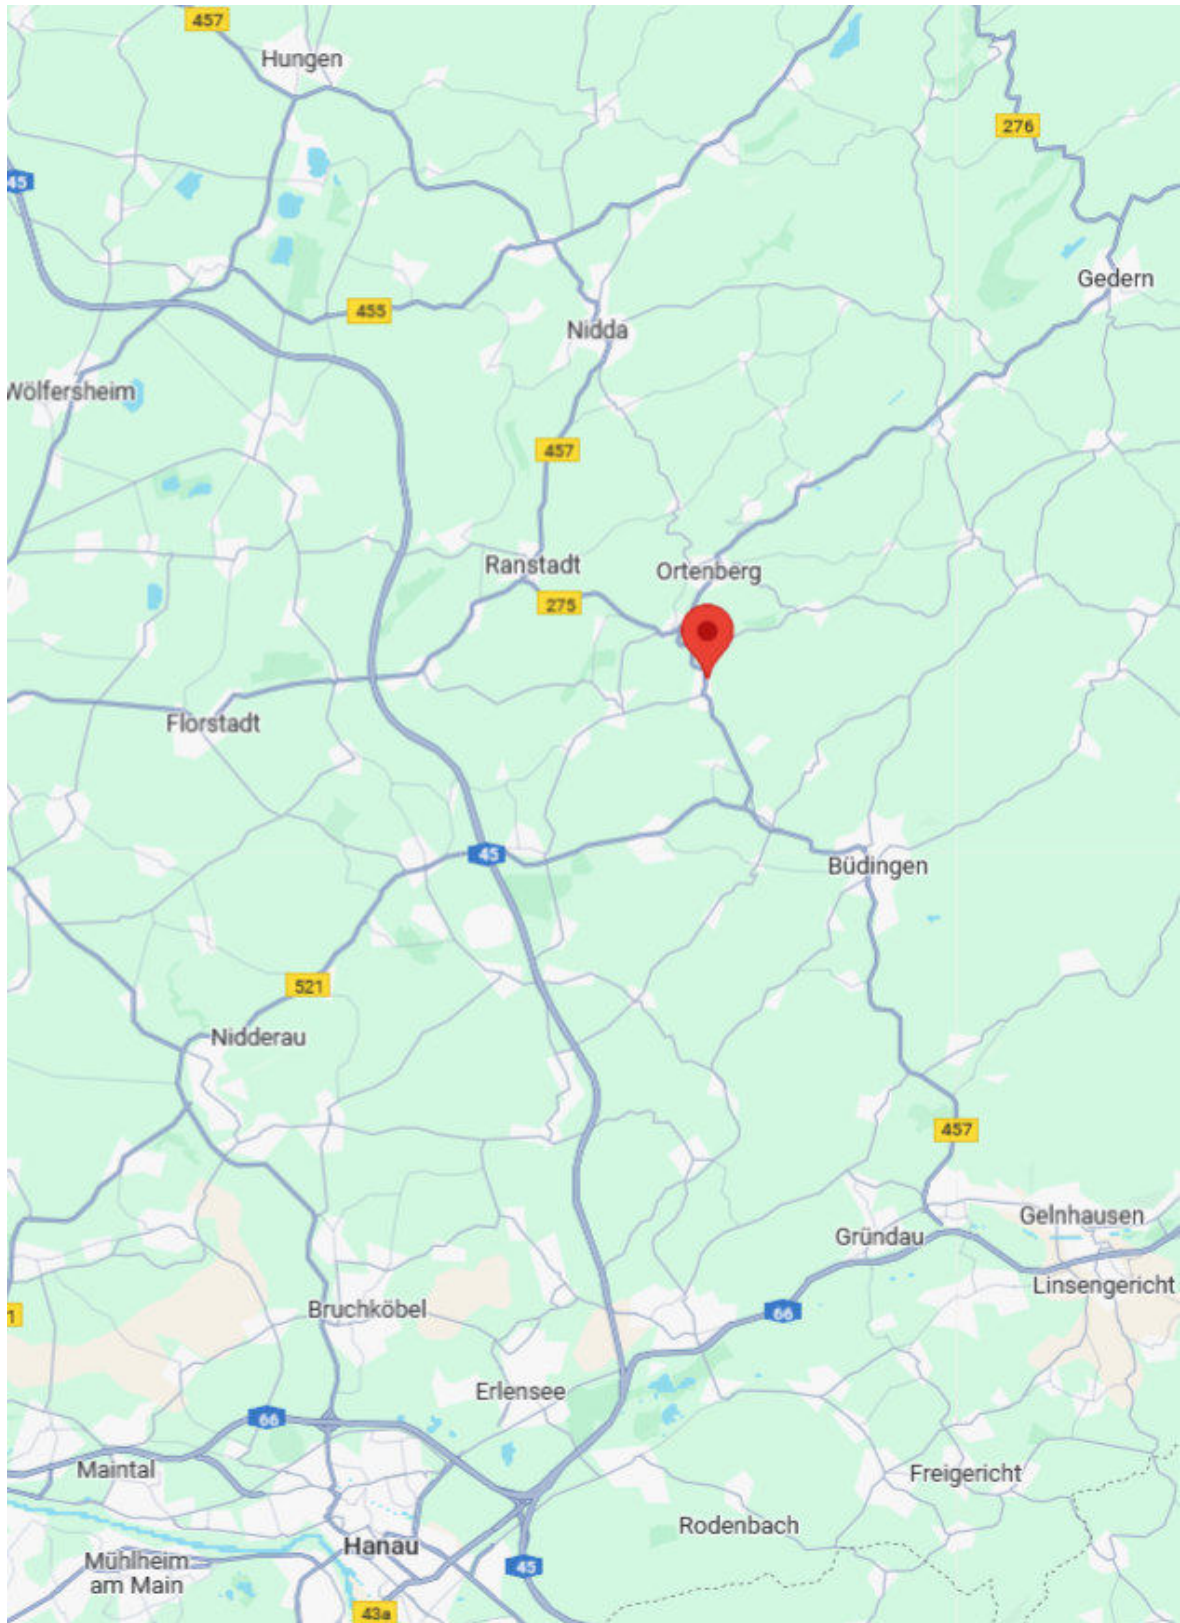 457
Hungen
276
45
Gedern
455
Nidda
Wölfersheim
457
Ranstadt
Ortenberg
275
Florstadt
45
Büdingen
521
Nidderau
457
Gelnhausen
Gründau
Linsengericht
Bruchköbel
66
1
Erlensee
66
Maintal
Freigericht
Rodenbach
Hanau
Mühlheim
am Main
45
43a